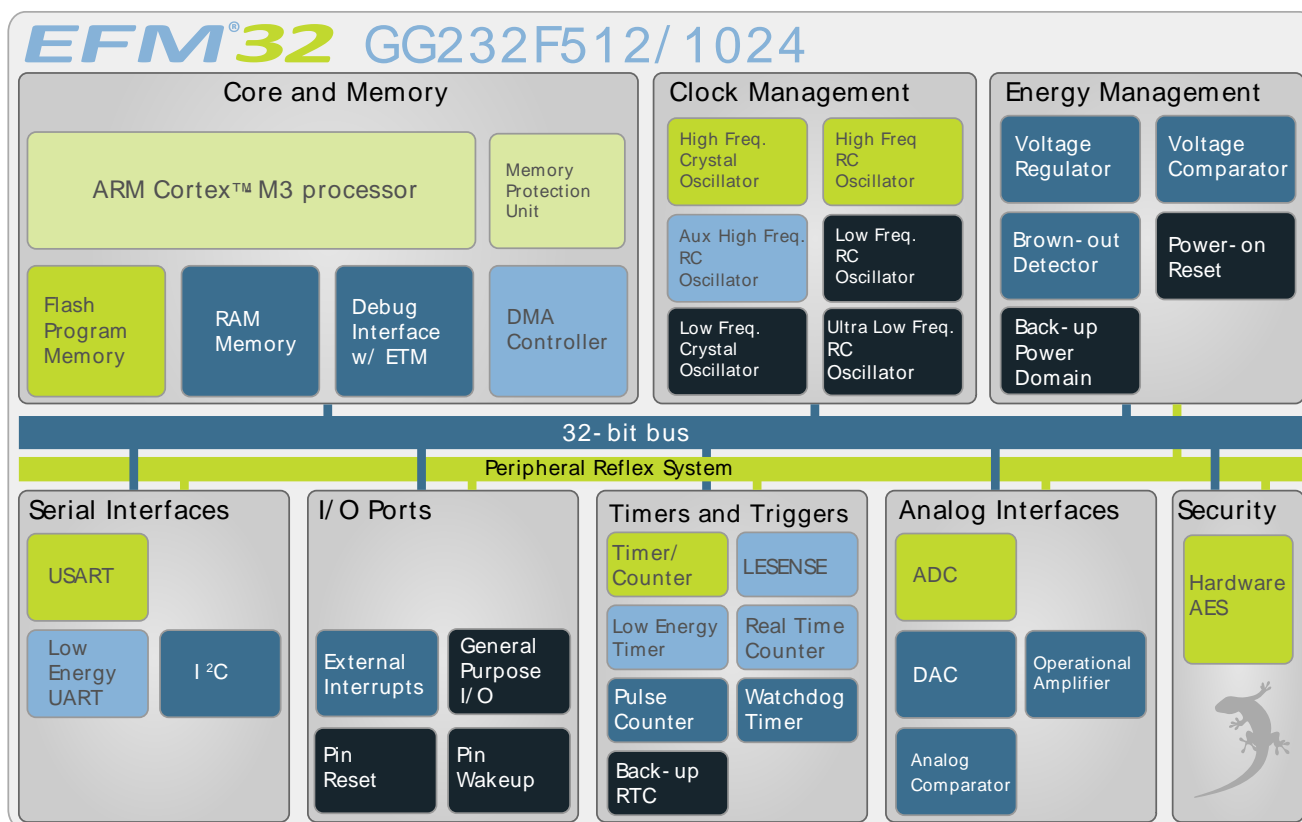 EFM®32 GG232F512/1024
Core and Memory
ARM Cortex™ M3 processor
Memory
Protection
Unit
Flash
Program
Memory
RAM
Memory
Debug
Interface
w/ ETM
DMA
Controller
Clock Management
High Freq.
Crystal
Oscillator
High Freq
RC
Oscillator
Aux High Freq.
RC
Oscillator
Low Freq.
RC
Oscillator
Low Freq.
Crystal
Oscillator
Ultra Low Freq.
RC
Oscillator
Energy Management
Voltage
Regulator
Voltage
Comparator
Brown-out
Detector
Power-on
Reset
Back-up
Power
Domain
32-bit bus
Peripheral Reflex System
Serial Interfaces
USART
Low
Energy
UART
I²C
I/O Ports
External
Interrupts
General
Purpose
I/O
Pin
Reset
Pin
Wakeup
Timers and Triggers
Timer/
Counter
LESENSE
Low Energy
Timer
Real Time
Counter
Pulse
Counter
Watchdog
Timer
Back-up
RTC
Analog Interfaces
ADC
DAC
Operational
Amplifier
Analog
Comparator
Security
Hardware
AES